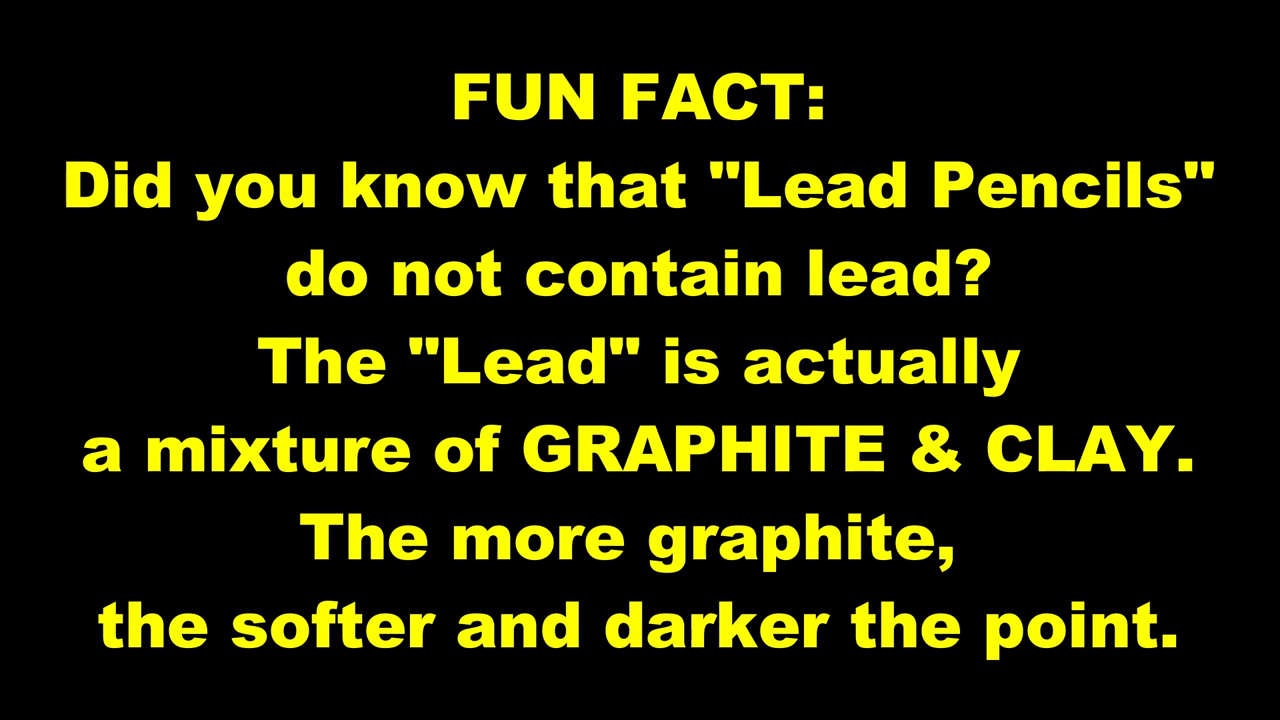 FUN FACT:
Did you know that "Lead Pencils"
do not contain lead?
The "Lead" is actually
a mixture of GRAPHITE & CLAY.
The more graphite,
the softer and darker the point.